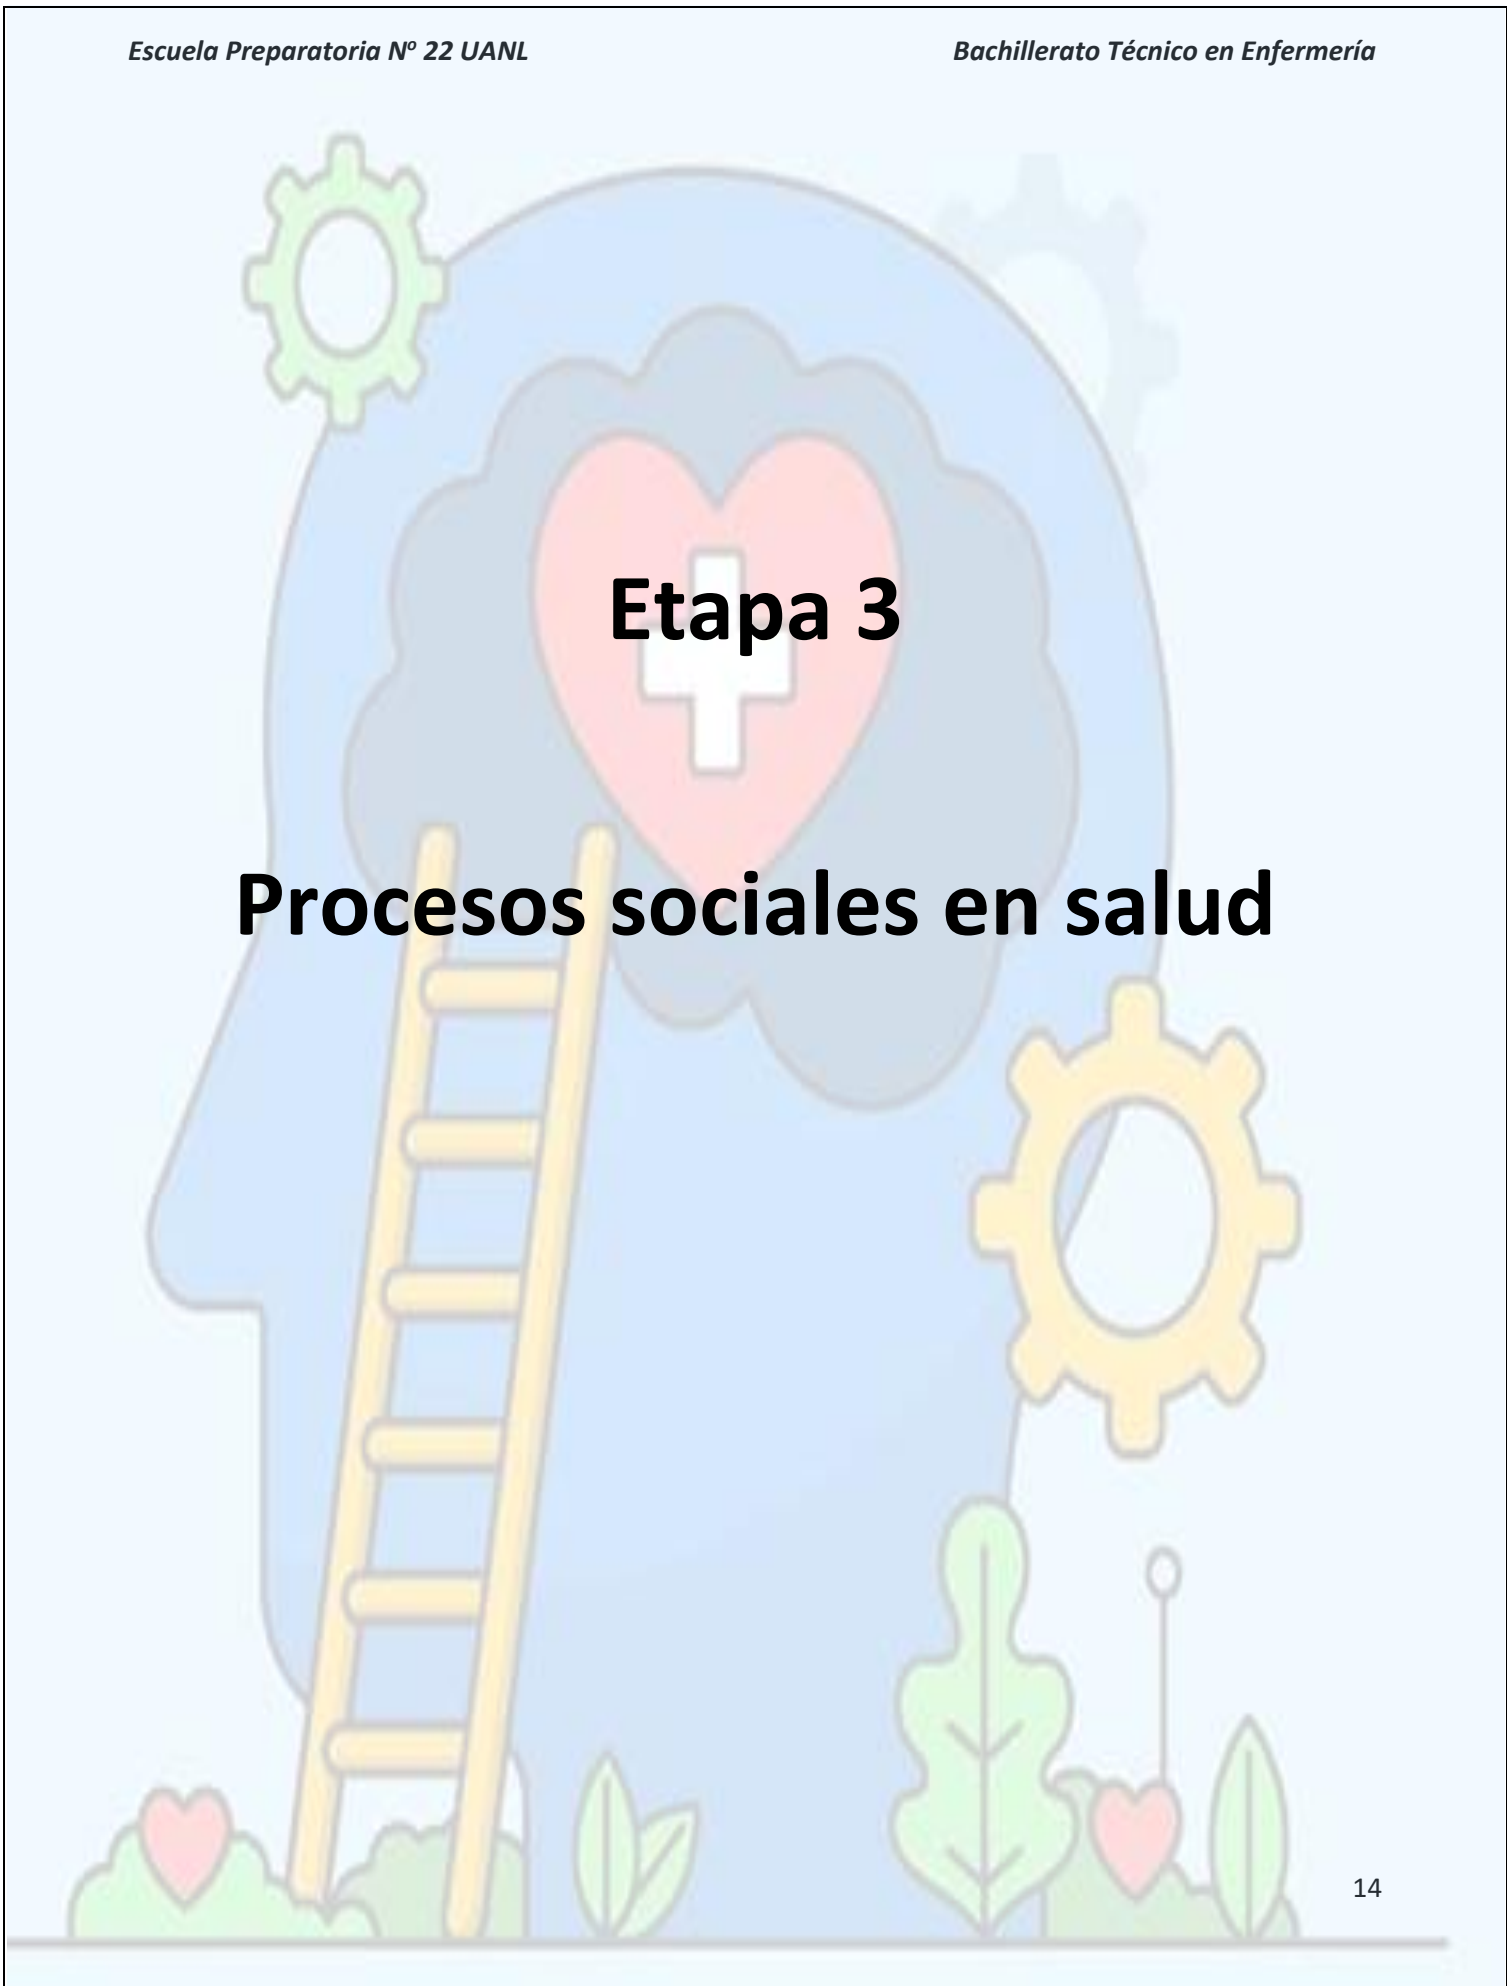 Escuela Preparatoria Nº 22 UANL Bachillerato Técnico en Enfermería
Etapa 3
Procesos sociales en salud
14